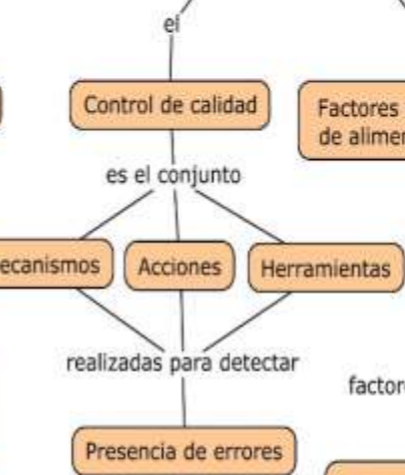 el
Control de calidad
Factores
de alimen
es el conjunto
ecanismos
Acciones
Herramientas
realizadas para detectar
factor
Presencia de errores